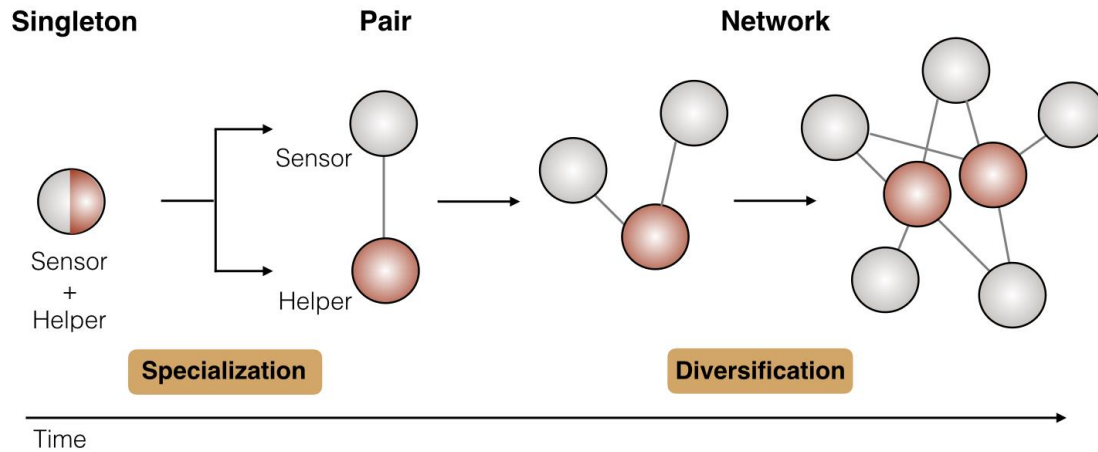 Singleton
Pair
Network
Sensor
+
Helper
Sensor
Helper
Specialization
Diversification
Time